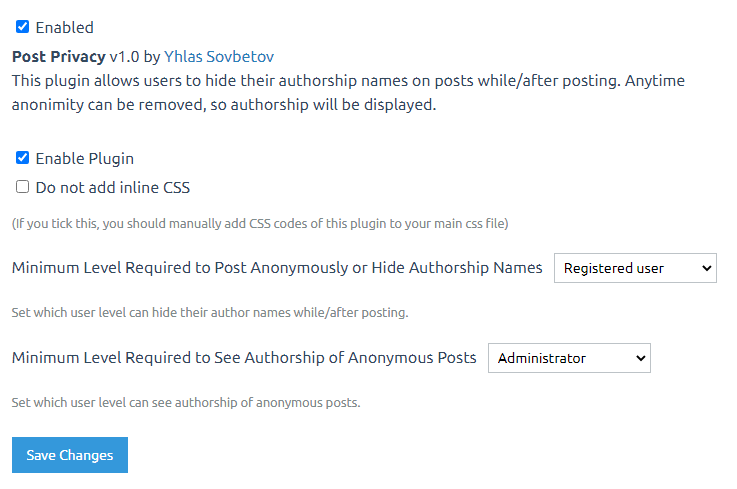 Enabled
Post Privacy v1.0 by Yhlas Sovbetov
This plugin allows users to hide their authorship names on posts while/after posting. Anytime
anonimity can be removed, so authorship will be displayed.
Enable Plugin
Do not add inline CSS
(If you tick this, you should manually add CSS codes of this plugin to your main css file)
Minimum Level Required to Post Anonymously or Hide Authorship Names Registered user
Set which user level can hide their author names while/after posting.
Minimum Level Required to See Authorship of Anonymous Posts Administrator
Set which user level can see authorship of anonymous posts.
Save Changes